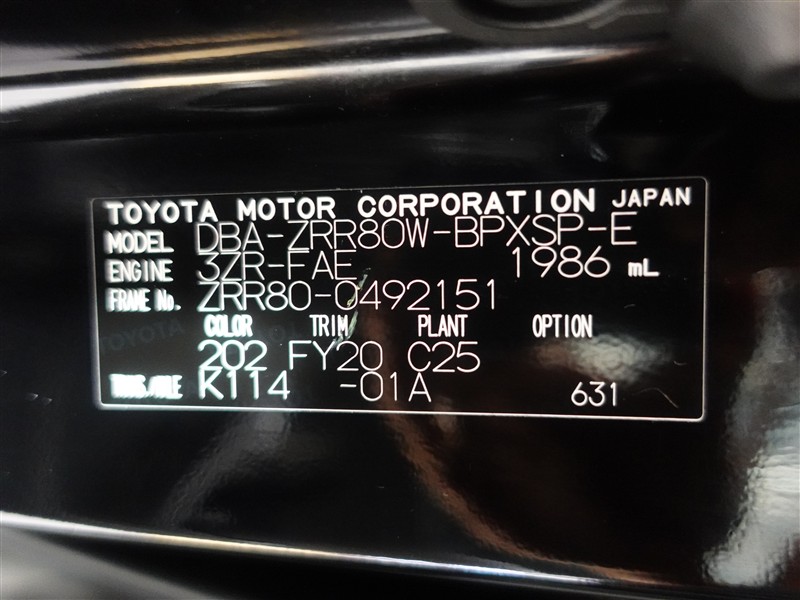 TOYOTA MOTOR CORPORATION JAPAN
MODEL DBA-ZRR80W-BPXSP-E
ENGINE 3ZR-FAE 1986 mL
FRAME No. ZRR80-0492151
COLOR TRIM PLANT OPTION
202 FY20 C25
TRANS/AXLE K114 -01A 631